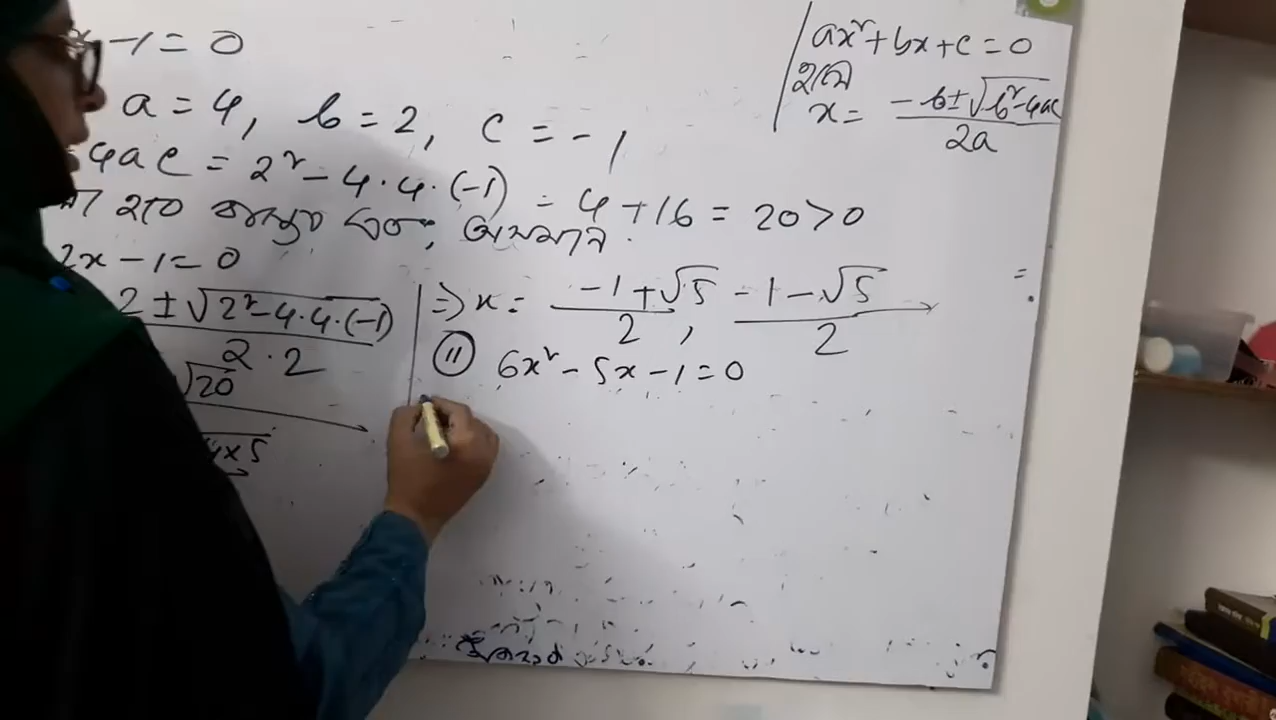 -1 = 0
a = 4, b = 2, c = -1
4ac = 2² - 4·4·(-1) = 4 + 16 = 20 > 0
2x - 1 = 0
2 ± √2² - 4·4·(-1)
2·2
√20
4×5
ax² + bx + c = 0
হলে
x = -b ± √b² - 4ac / 2a
⇒ x = -1 + √5 / 2, -1 - √5 / 2
(ii) 6x² - 5x - 1 = 0
=